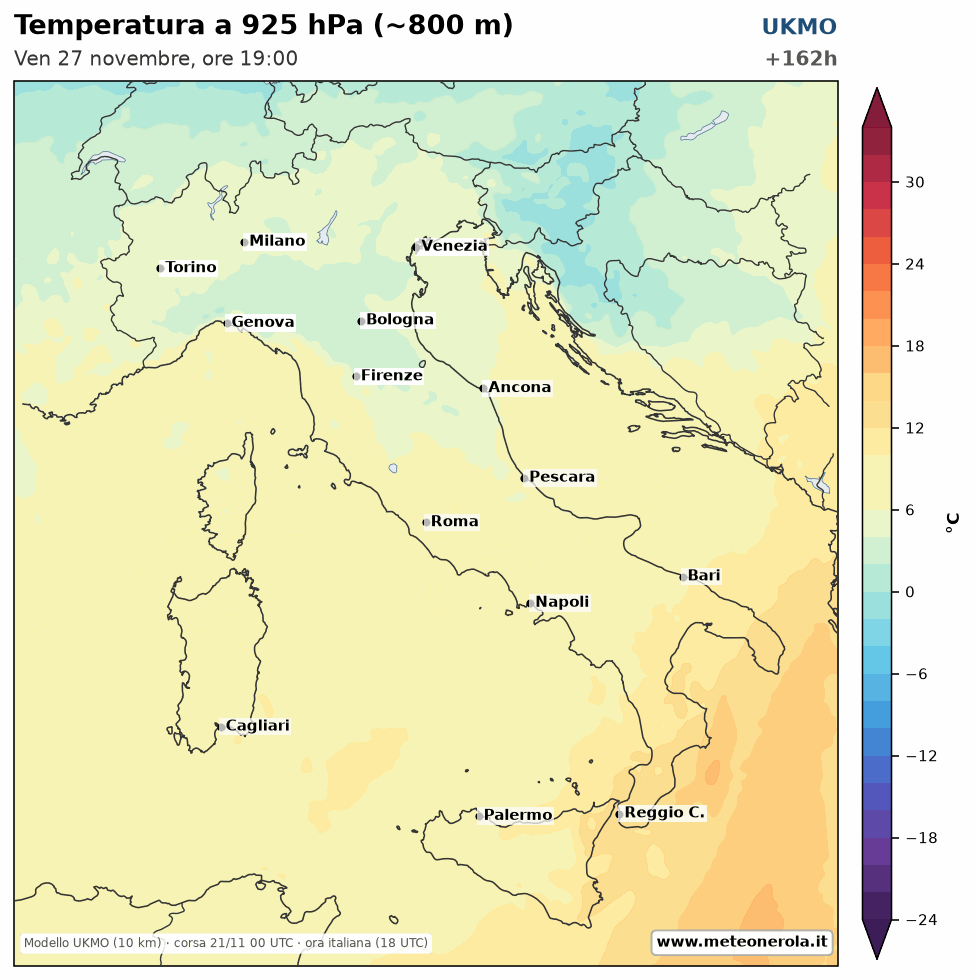 Temperatura a 925 hPa (~800 m)
UKMO
Ven 27 novembre, ore 19:00
+162h
Milano
Venezia
Torino
Genova
Bologna
Firenze
Ancona
Pescara
Roma
Bari
Napoli
Cagliari
Palermo
Reggio C.
30
24
18
12
6
0
−6
−12
−18
−24
°C
Modello UKMO (10 km) · corsa 21/11 00 UTC · ora italiana (18 UTC)
www.meteonerola.it